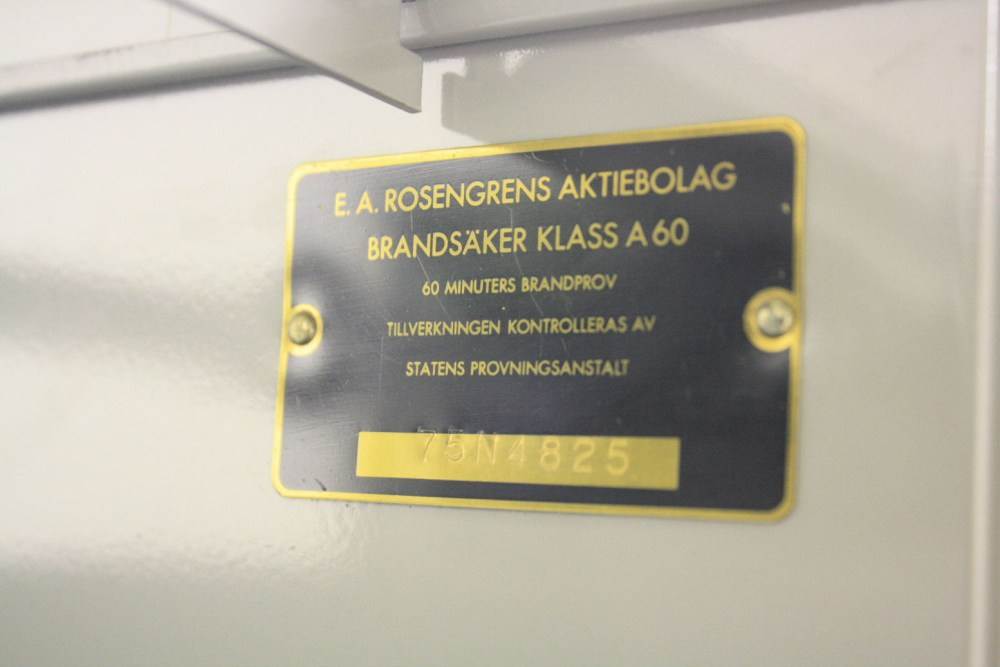 E. A. ROSENGRENS AKTIEBOLAG
BRANDSÄKER KLASS A 60
60 MINUTERS BRANDPROV
TILLVERKNINGEN KONTROLLERAS AV
STATENS PROVNINGSANSTALT
75N4825